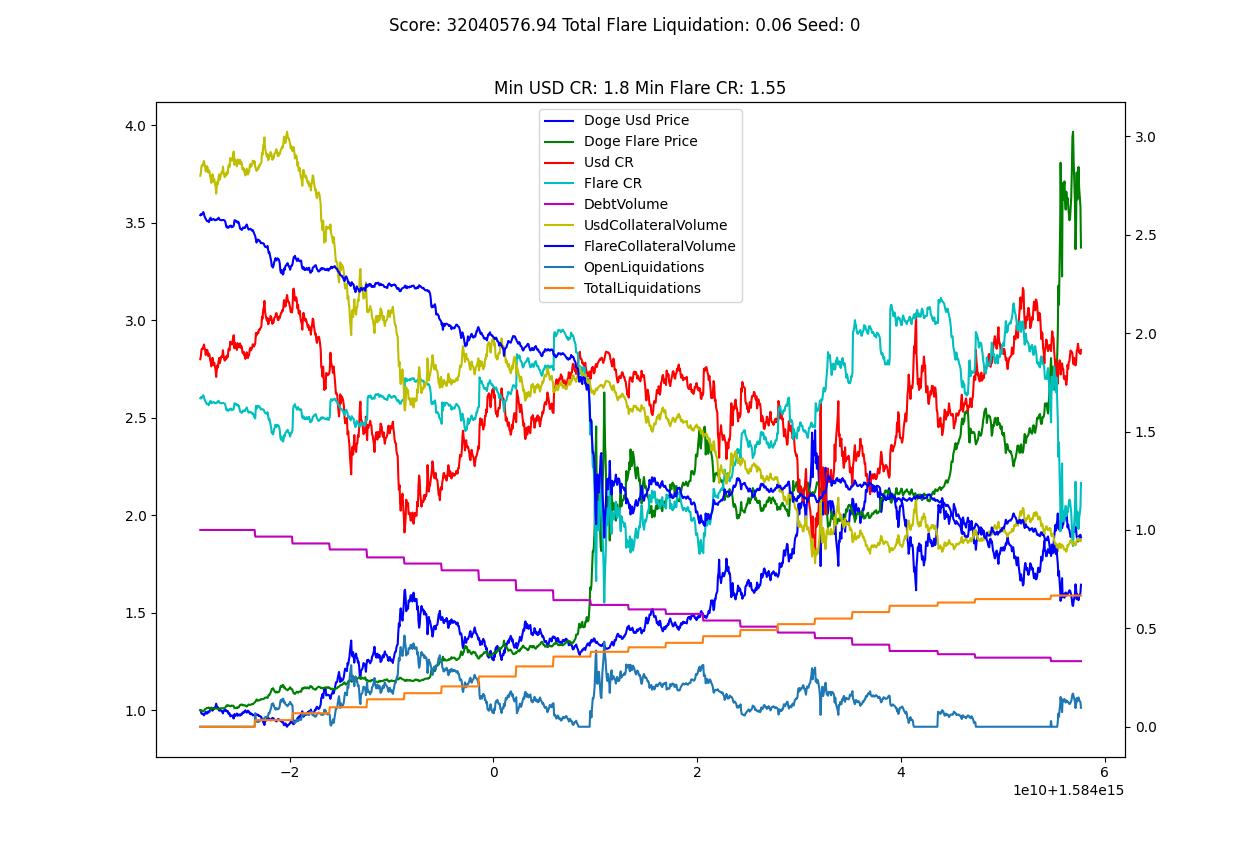 Score: 32040576.94 Total Flare Liquidation: 0.06 Seed: 0
Min USD CR: 1.8 Min Flare CR: 1.55
Doge Usd Price
Doge Flare Price
Usd CR
Flare CR
DebtVolume
UsdCollateralVolume
FlareCollateralVolume
OpenLiquidations
TotalLiquidations
4.0
3.5
3.0
2.5
2.0
1.5
1.0
3.0
2.5
2.0
1.5
1.0
0.5
0.0
−2 0 2 4 6
1e10+1.584e15